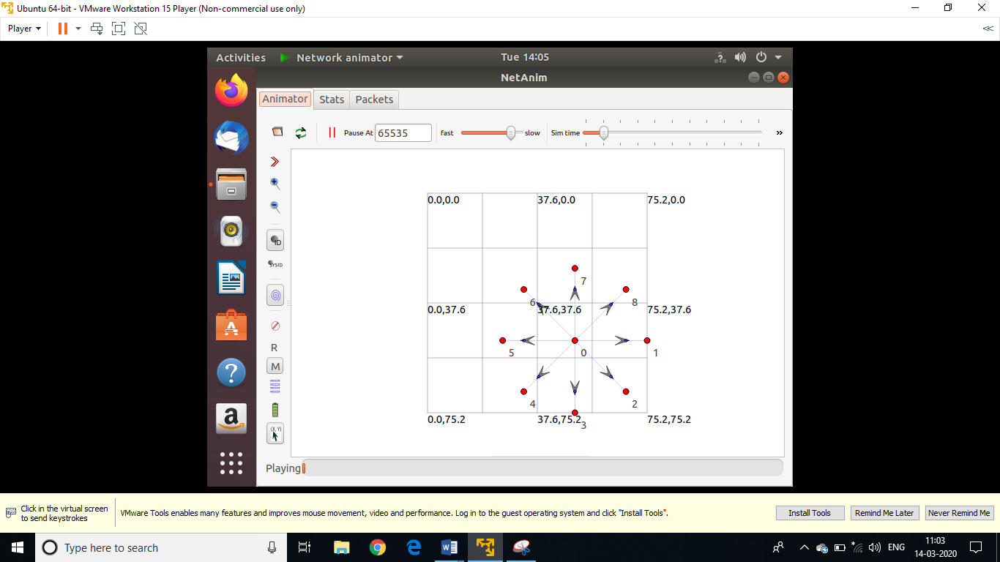 Ubuntu 64-bit - VMware Workstation 15 Player (Non-commercial use only)
Player
Activities Network animator Tue 14:05
NetAnim
Animator Stats Packets
Pause At 65535 fast slow Sim time »
ID
SYSID
R
M
(X, Y)
0.0,0.0 37.6,0.0 75.2,0.0
7
6 8
0.0,37.6 37.6,37.6 75.2,37.6
5 0 1
4 2
0.0,75.2 37.6,75.2 75.2,75.2
3
Playing
Click in the virtual screen
to send keystrokes
VMware Tools enables many features and improves mouse movement, video and performance. Log in to the guest operating system and click "Install Tools".
Install Tools Remind Me Later Never Remind Me
Type here to search
ENG
11:03
14-03-2020